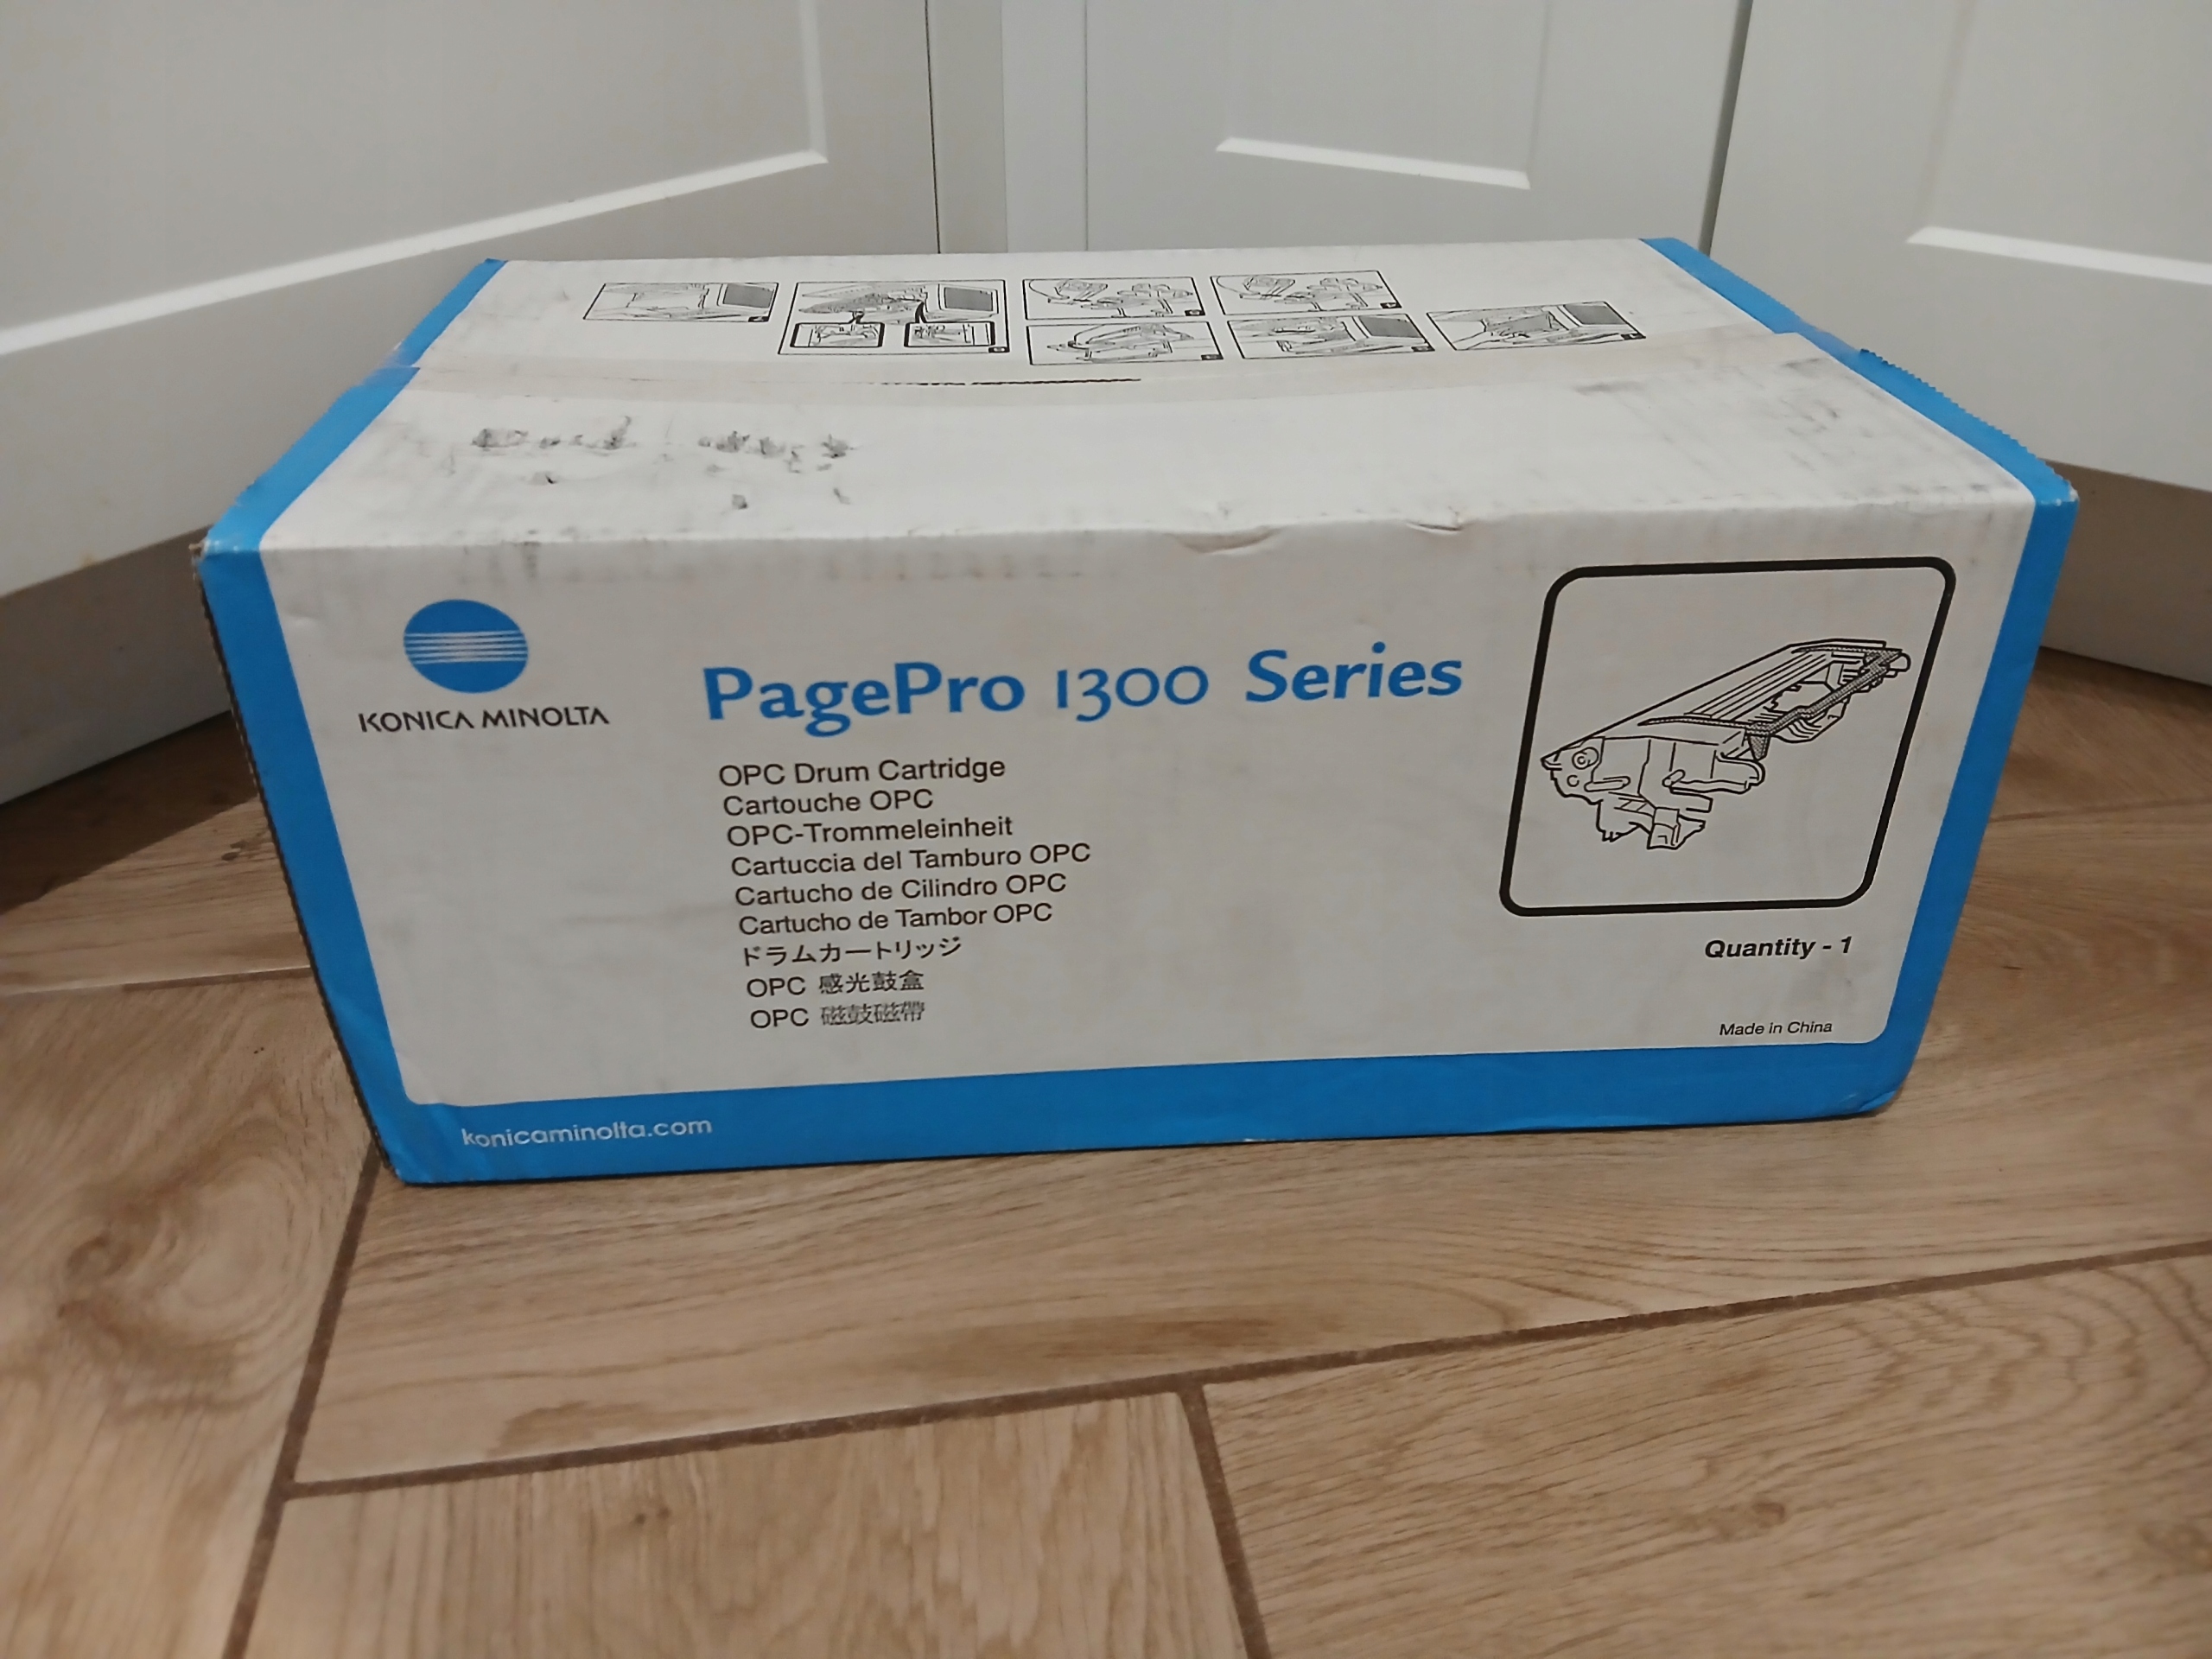 KONICA MINOLTA
PagePro 1300 Series
OPC Drum Cartridge
Cartouche OPC
OPC-Trommeleinheit
Cartuccia del Tamburo OPC
Cartucho de Cilindro OPC
Cartucho de Tambor OPC
ドラムカートリッジ
OPC 感光鼓盒
OPC 磁鼓磁帶
Quantity - 1
Made in China
konicaminolta.com